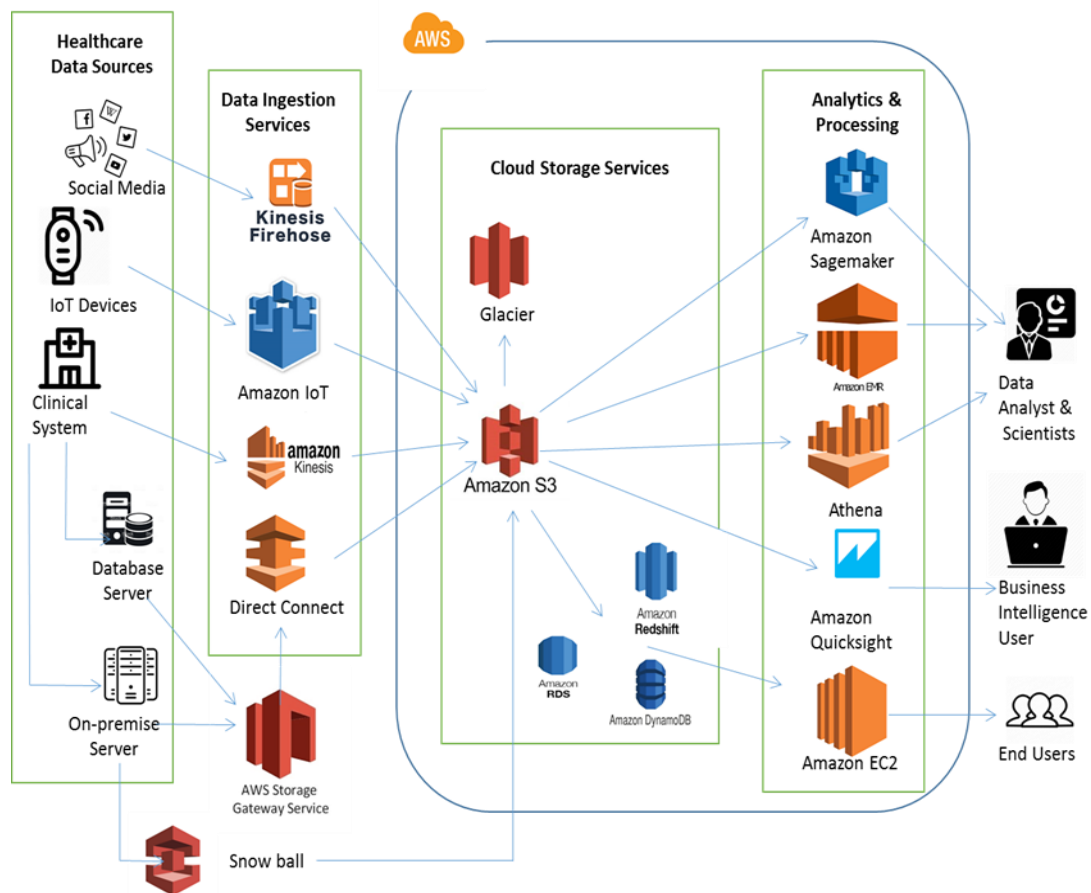 AWS
Healthcare
Data Sources
Social Media
IoT Devices
Clinical
System
Database
Server
On-premise
Server
Data Ingestion
Services
Kinesis
Firehose
Amazon IoT
amazon
Kinesis
Direct Connect
AWS Storage
Gateway Service
Snow ball
Cloud Storage Services
Glacier
Amazon S3
Amazon
Redshift
Amazon
RDS
Amazon DynamoDB
Analytics &
Processing
Amazon
Sagemaker
Amazon EMR
Athena
Amazon
Quicksight
Amazon EC2
Data
Analyst &
Scientists
Business
Intelligence
User
End Users